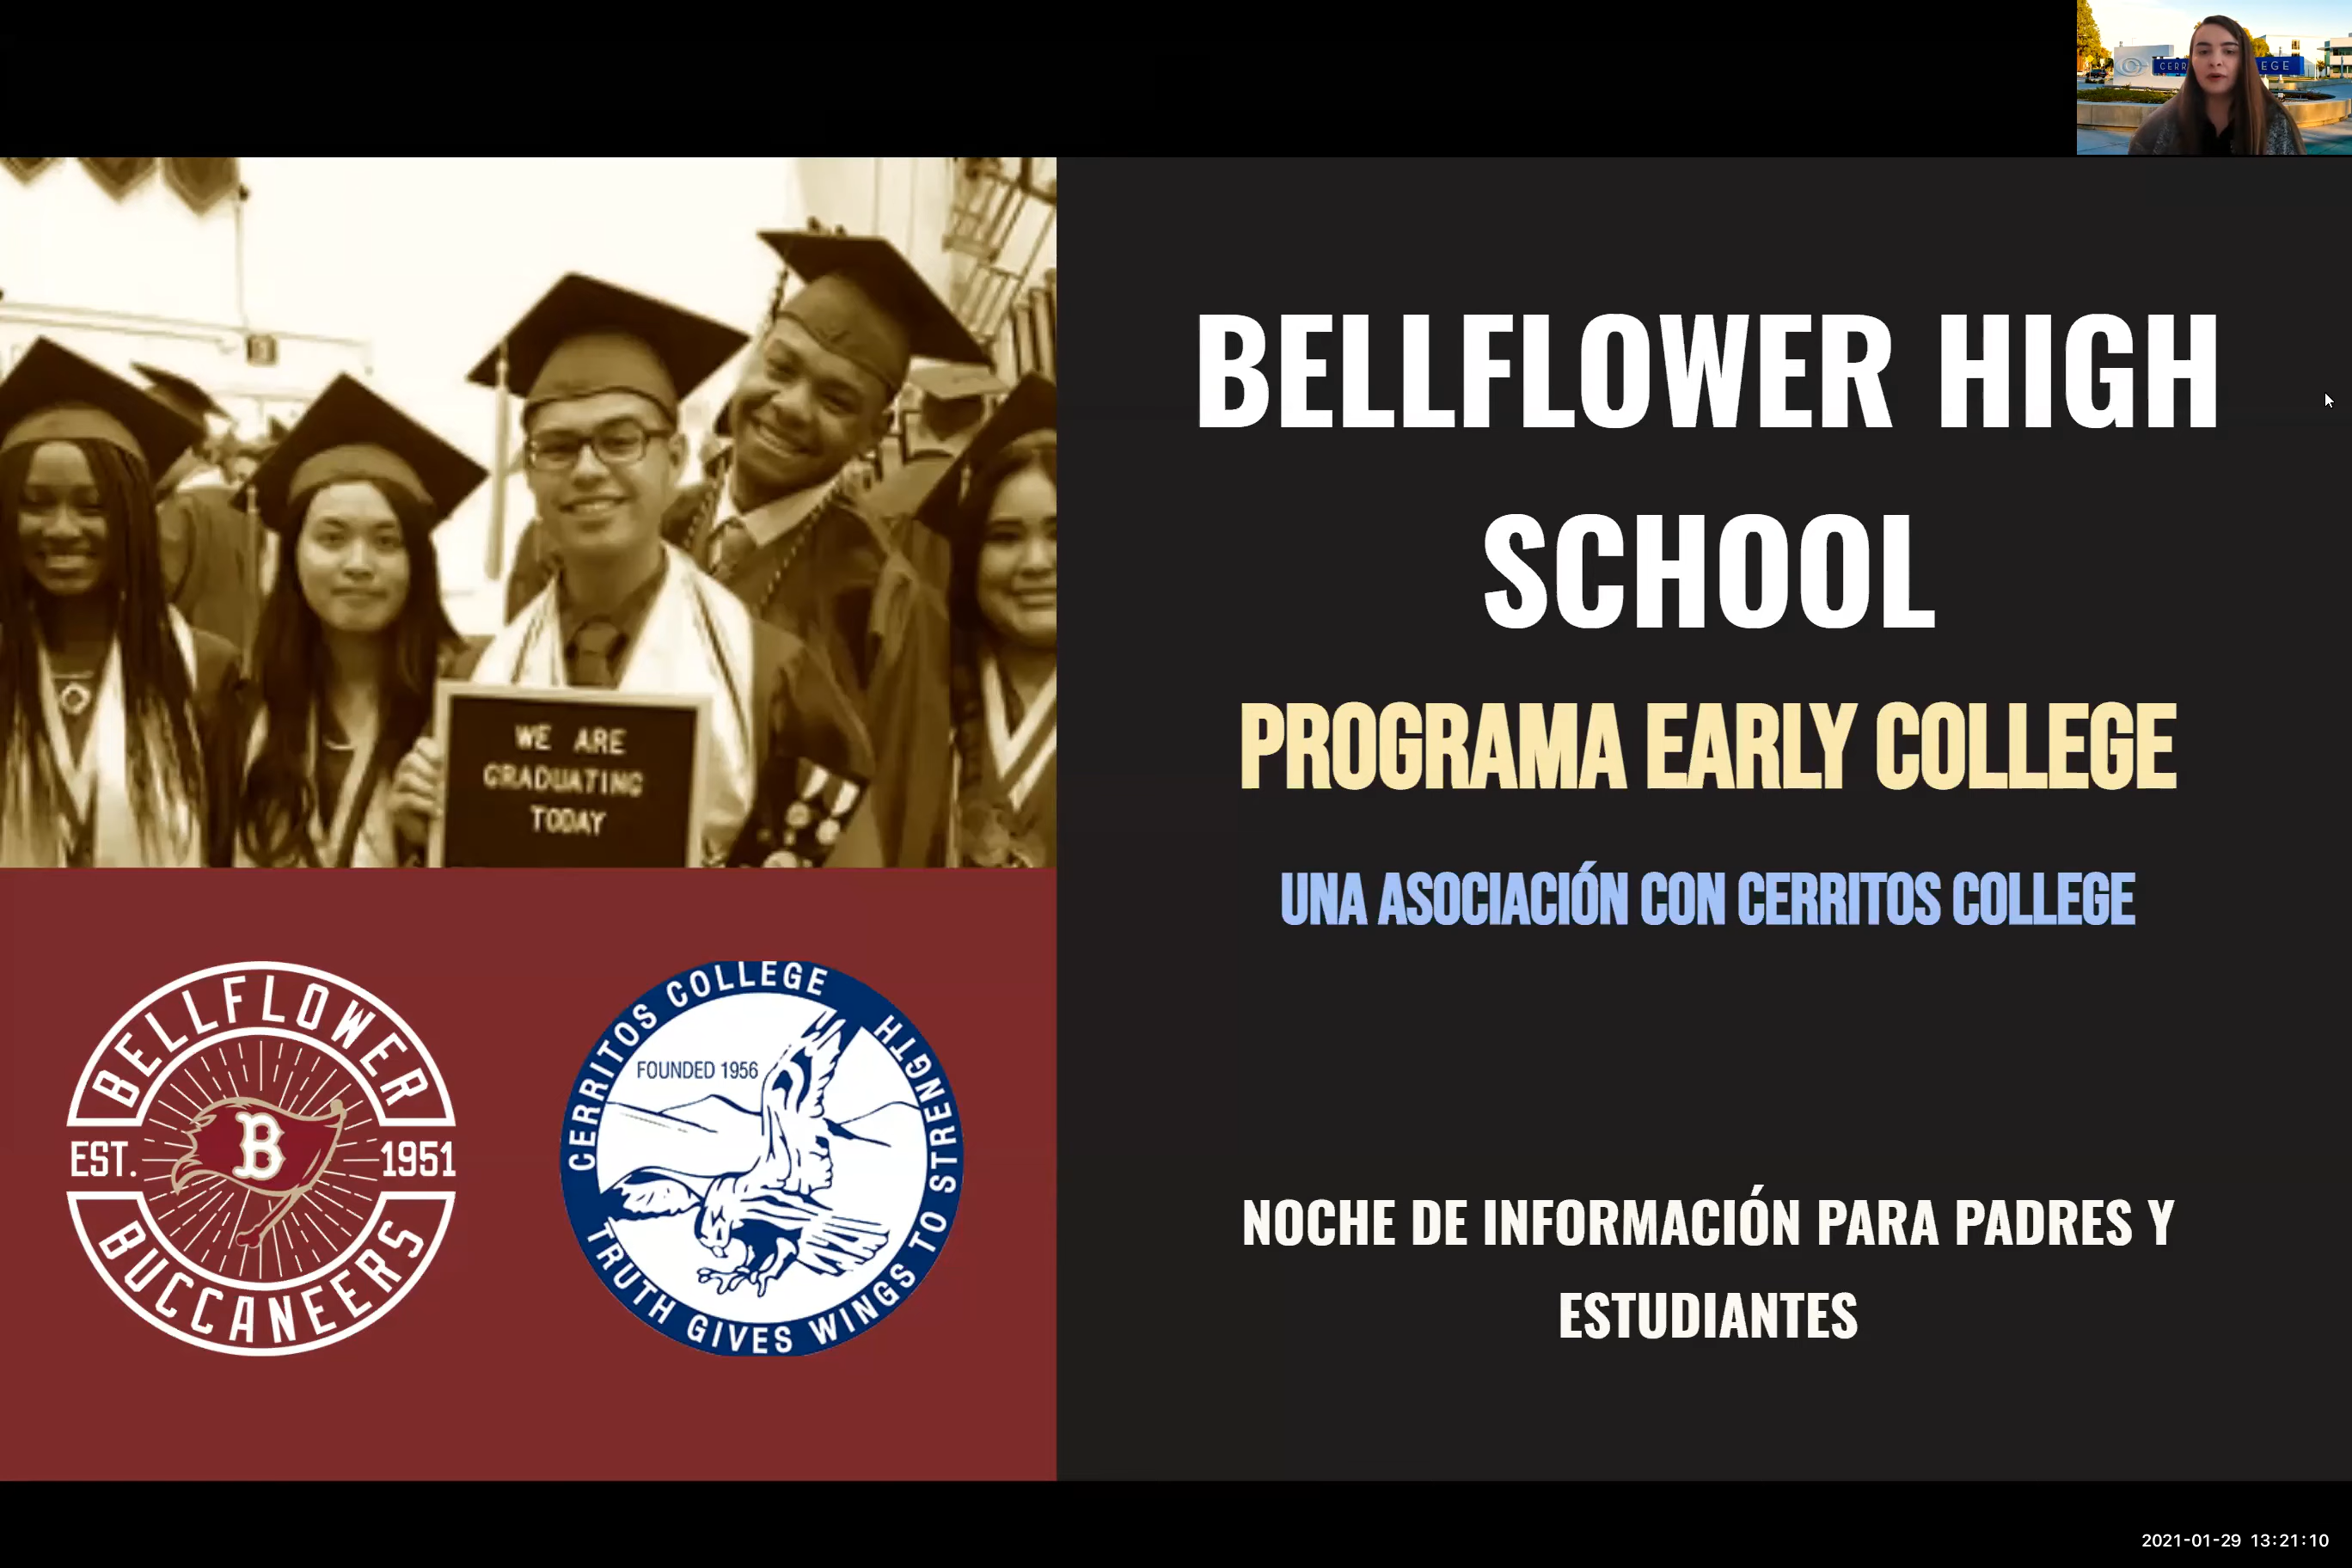 CERR
EGE
BELLFLOWER HIGH
SCHOOL
PROGRAMA EARLY COLLEGE
UNA ASOCIACIÓN CON CERRITOS COLLEGE
NOCHE DE INFORMACIÓN PARA PADRES Y
ESTUDIANTES
WE ARE
GRADUATING
TODAY
BELLFLOWER
EST. B 1951
BUCCANEERS
CERRITOS COLLEGE
FOUNDED 1956
TRUTH GIVES WINGS TO STRENGTH
2021-01-29 13:21:10